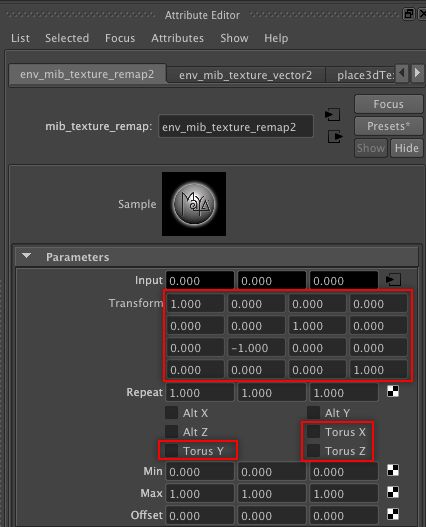 Attribute Editor
List Selected Focus Attributes Show Help
env_mib_texture_remap2 env_mib_texture_vector2 place3dTe
Focus
mib_texture_remap: env_mib_texture_remap2 Presets*
Show Hide
Sample
MAYA
Parameters
Input 0.000 0.000 0.000
Transform 1.000 0.000 0.000 0.000
0.000 0.000 1.000 0.000
0.000 -1.000 0.000 0.000
0.000 0.000 0.000 1.000
Repeat 1.000 1.000 1.000
Alt X Alt Y
Alt Z Torus X
Torus Y Torus Z
Min 0.000 0.000 0.000
Max 1.000 1.000 1.000
Offset 0.000 0.000 0.000